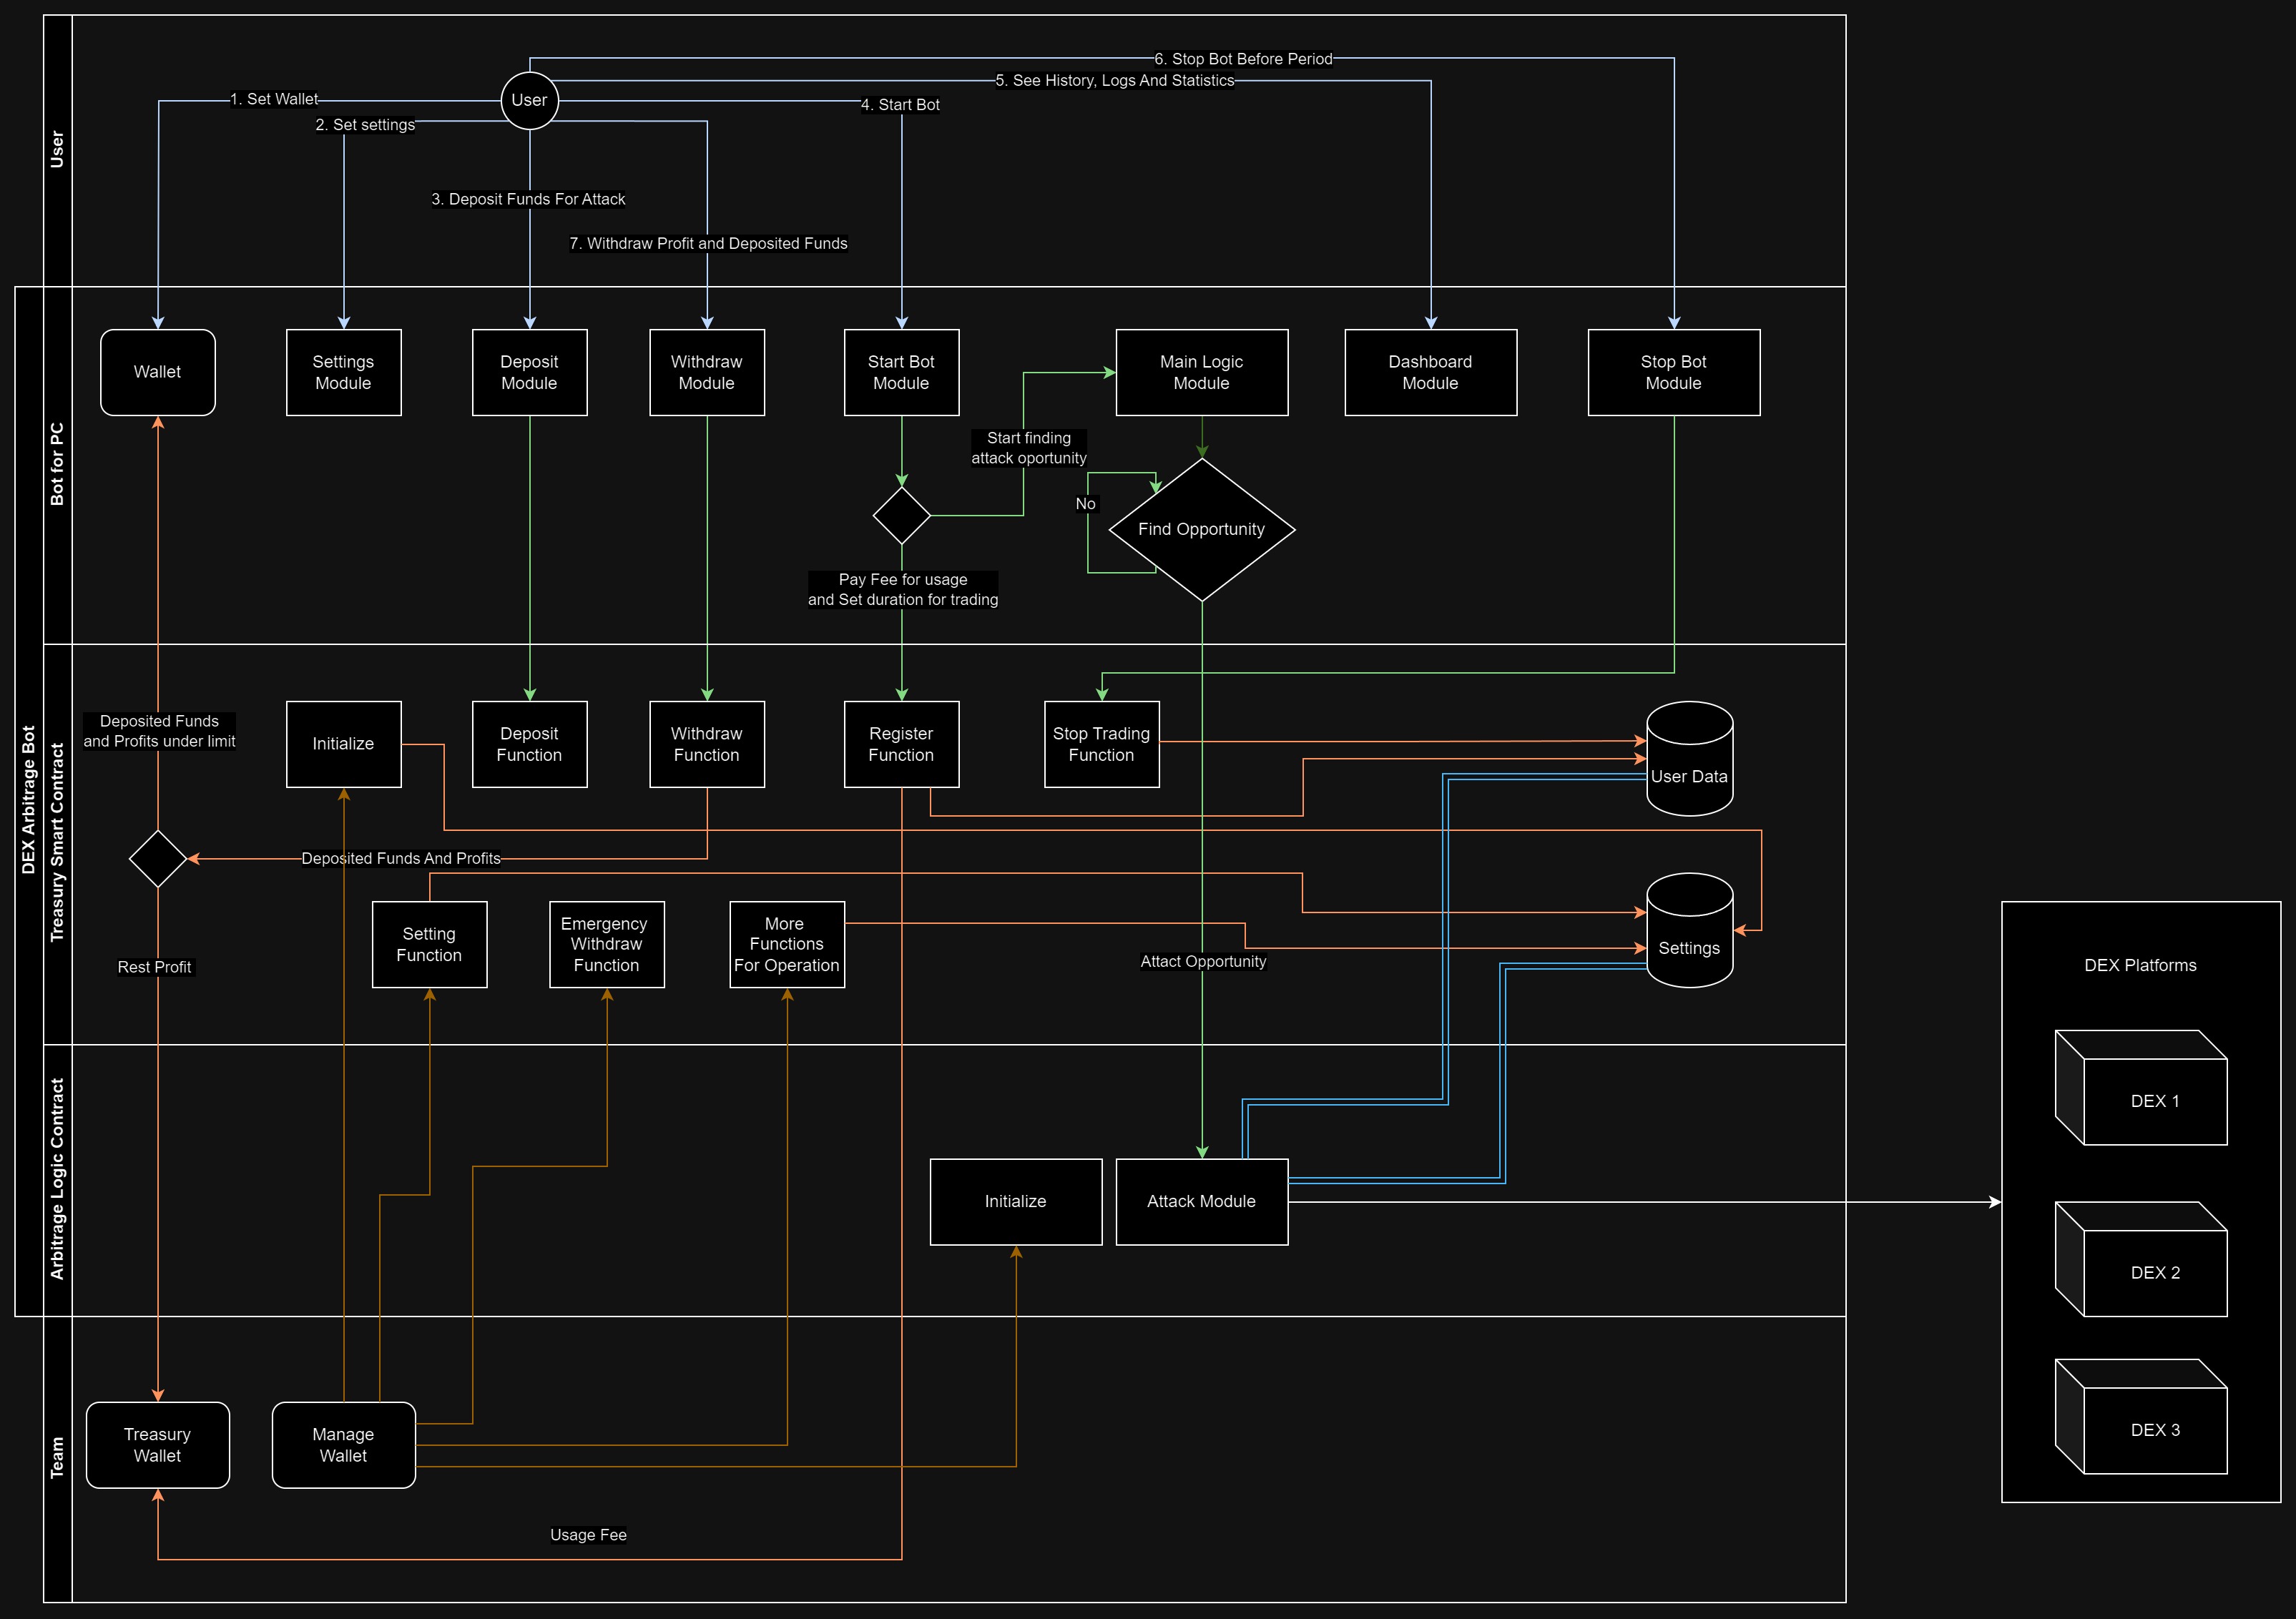 6. Stop Bot Before Period
5. See History, Logs And Statistics
User
1. Set Wallet
4. Start Bot
2. Set settings
3. Deposit Funds For Attack
7. Withdraw Profit and Deposited Funds
User
Wallet
Settings
Module
Deposit
Module
Withdraw
Module
Start Bot
Module
Main Logic
Module
Dashboard
Module
Stop Bot
Module
Start finding
attack oportunity
No
Find Opportunity
Pay Fee for usage
and Set duration for trading
Bot for PC
DEX Arbitrage Bot
Deposited Funds
and Profits under limit
Initialize
Deposit
Function
Withdraw
Function
Register
Function
Stop Trading
Function
User Data
Deposited Funds And Profits
Treasury Smart Contract
Rest Profit
Setting
Function
Emergency
Withdraw
Function
More
Functions
For Operation
Attact Opportunity
Settings
DEX Platforms
DEX 1
DEX 2
DEX 3
Arbitrage Logic Contract
Initialize
Attack Module
Team
Treasury
Wallet
Manage
Wallet
Usage Fee